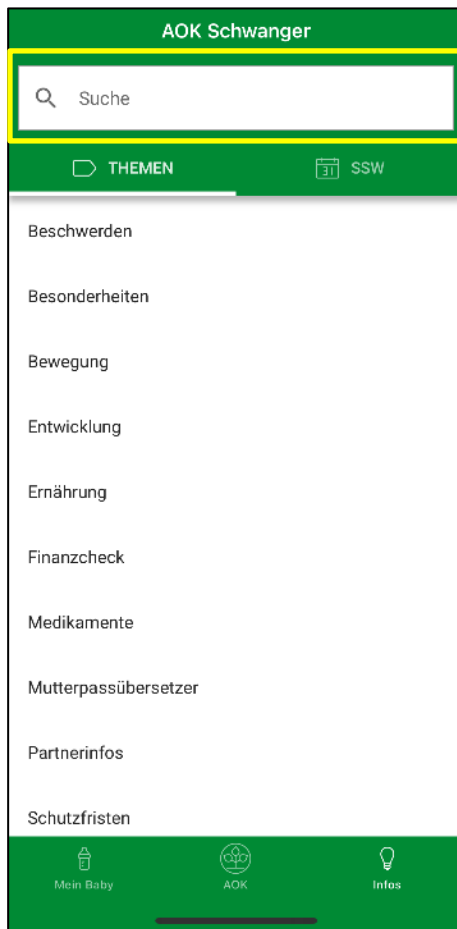 AOK Schwanger
Suche
THEMEN
31 SSW
Beschwerden
Besonderheiten
Bewegung
Entwicklung
Ernährung
Finanzcheck
Medikamente
Mutterpassübersetzer
Partnerinfos
Schutzfristen
Mein Baby AOK Infos